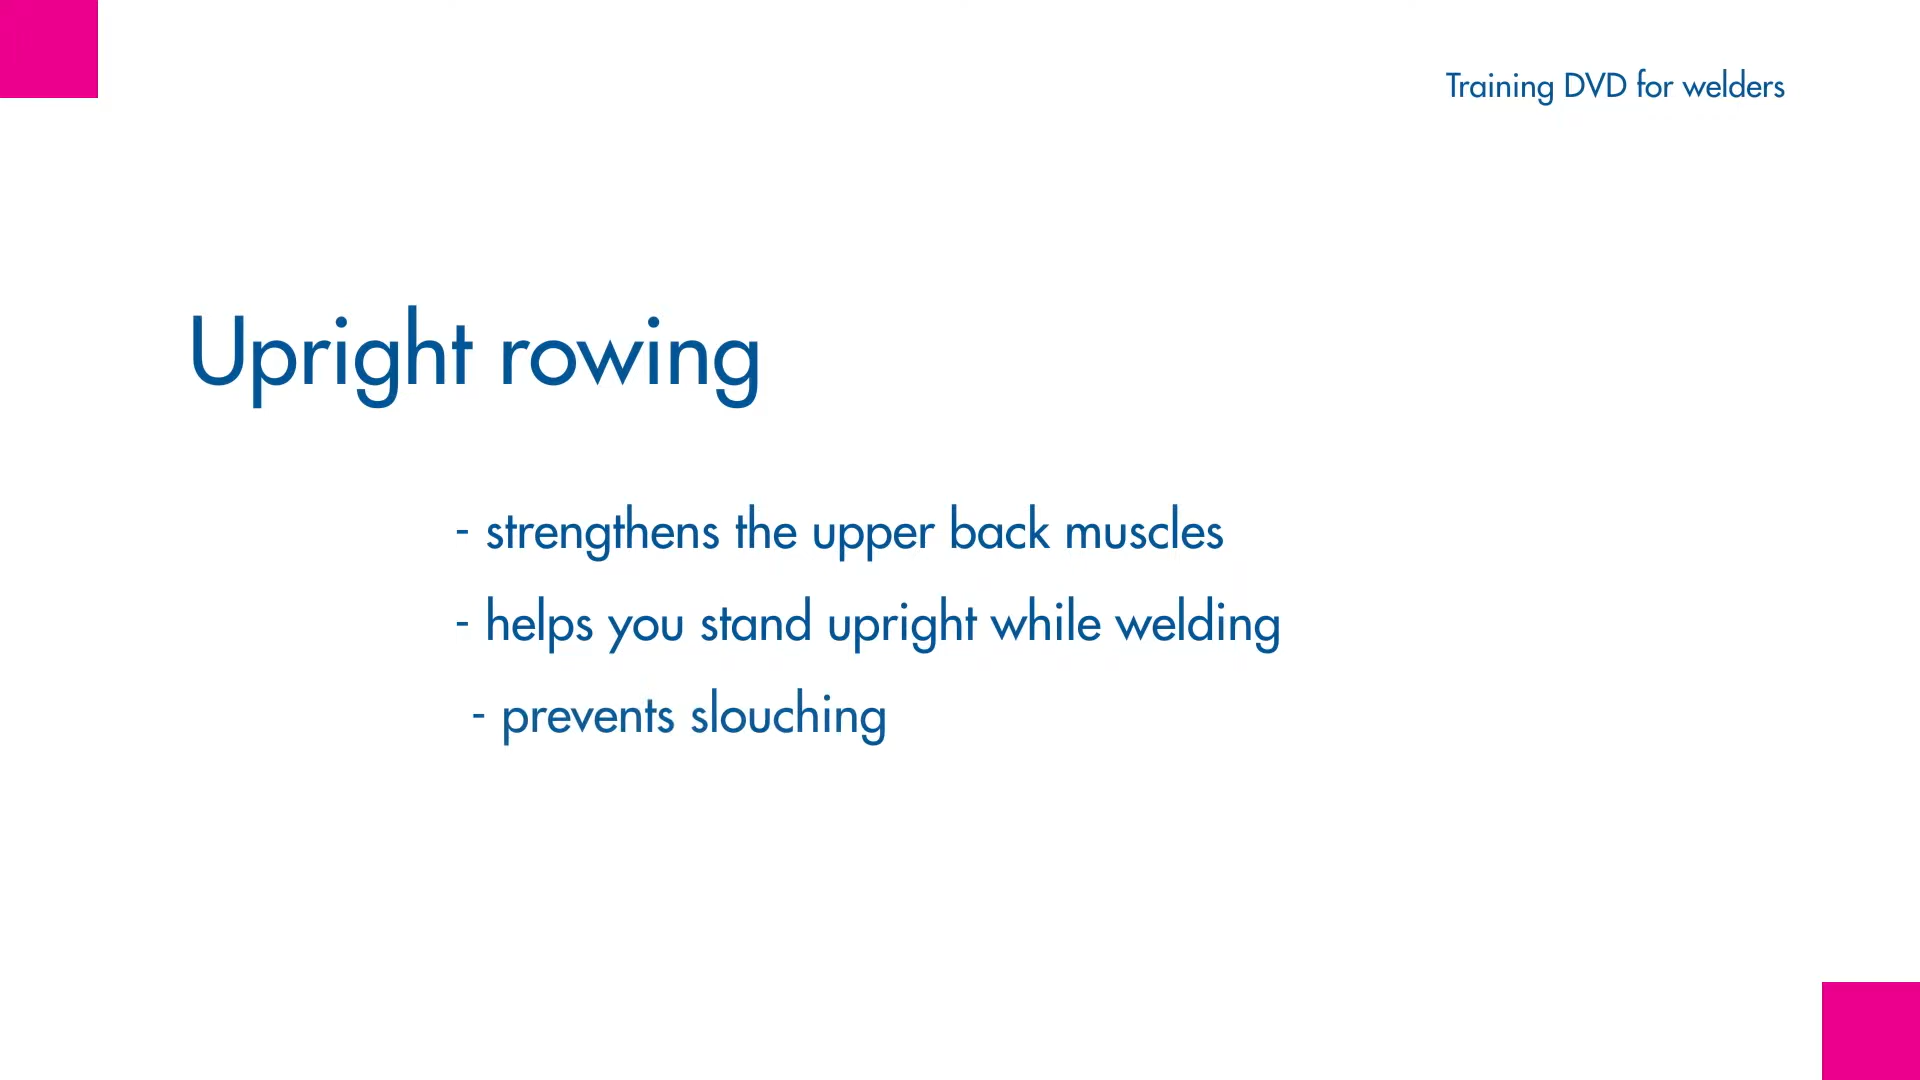 Training DVD for welders
Upright rowing
- strengthens the upper back muscles
- helps you stand upright while welding
- prevents slouching